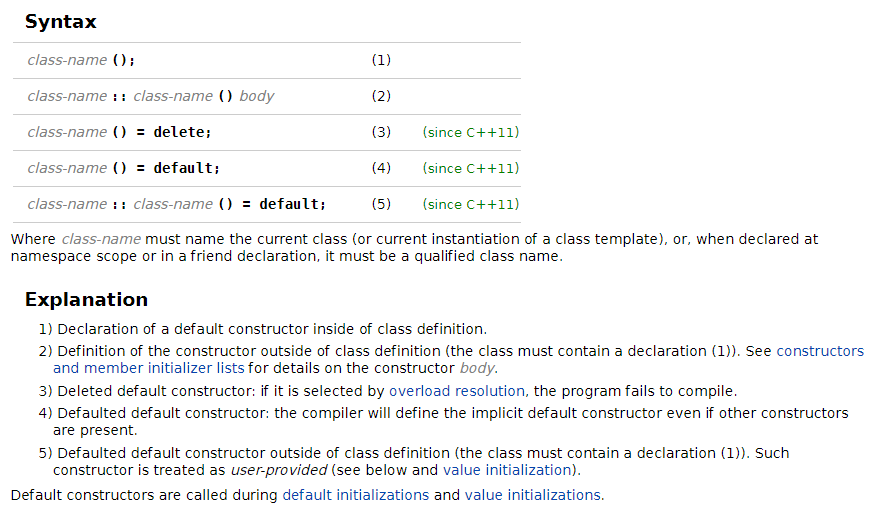 Syntax
class-name (); (1)
class-name :: class-name () body (2)
class-name () = delete; (3) (since C++11)
class-name () = default; (4) (since C++11)
class-name :: class-name () = default; (5) (since C++11)
Where class-name must name the current class (or current instantiation of a class template), or, when declared at
namespace scope or in a friend declaration, it must be a qualified class name.
Explanation
1) Declaration of a default constructor inside of class definition.
2) Definition of the constructor outside of class definition (the class must contain a declaration (1)). See constructors
and member initializer lists for details on the constructor body.
3) Deleted default constructor: if it is selected by overload resolution, the program fails to compile.
4) Defaulted default constructor: the compiler will define the implicit default constructor even if other constructors
are present.
5) Defaulted default constructor outside of class definition (the class must contain a declaration (1)). Such
constructor is treated as user-provided (see below and value initialization).
Default constructors are called during default initializations and value initializations.